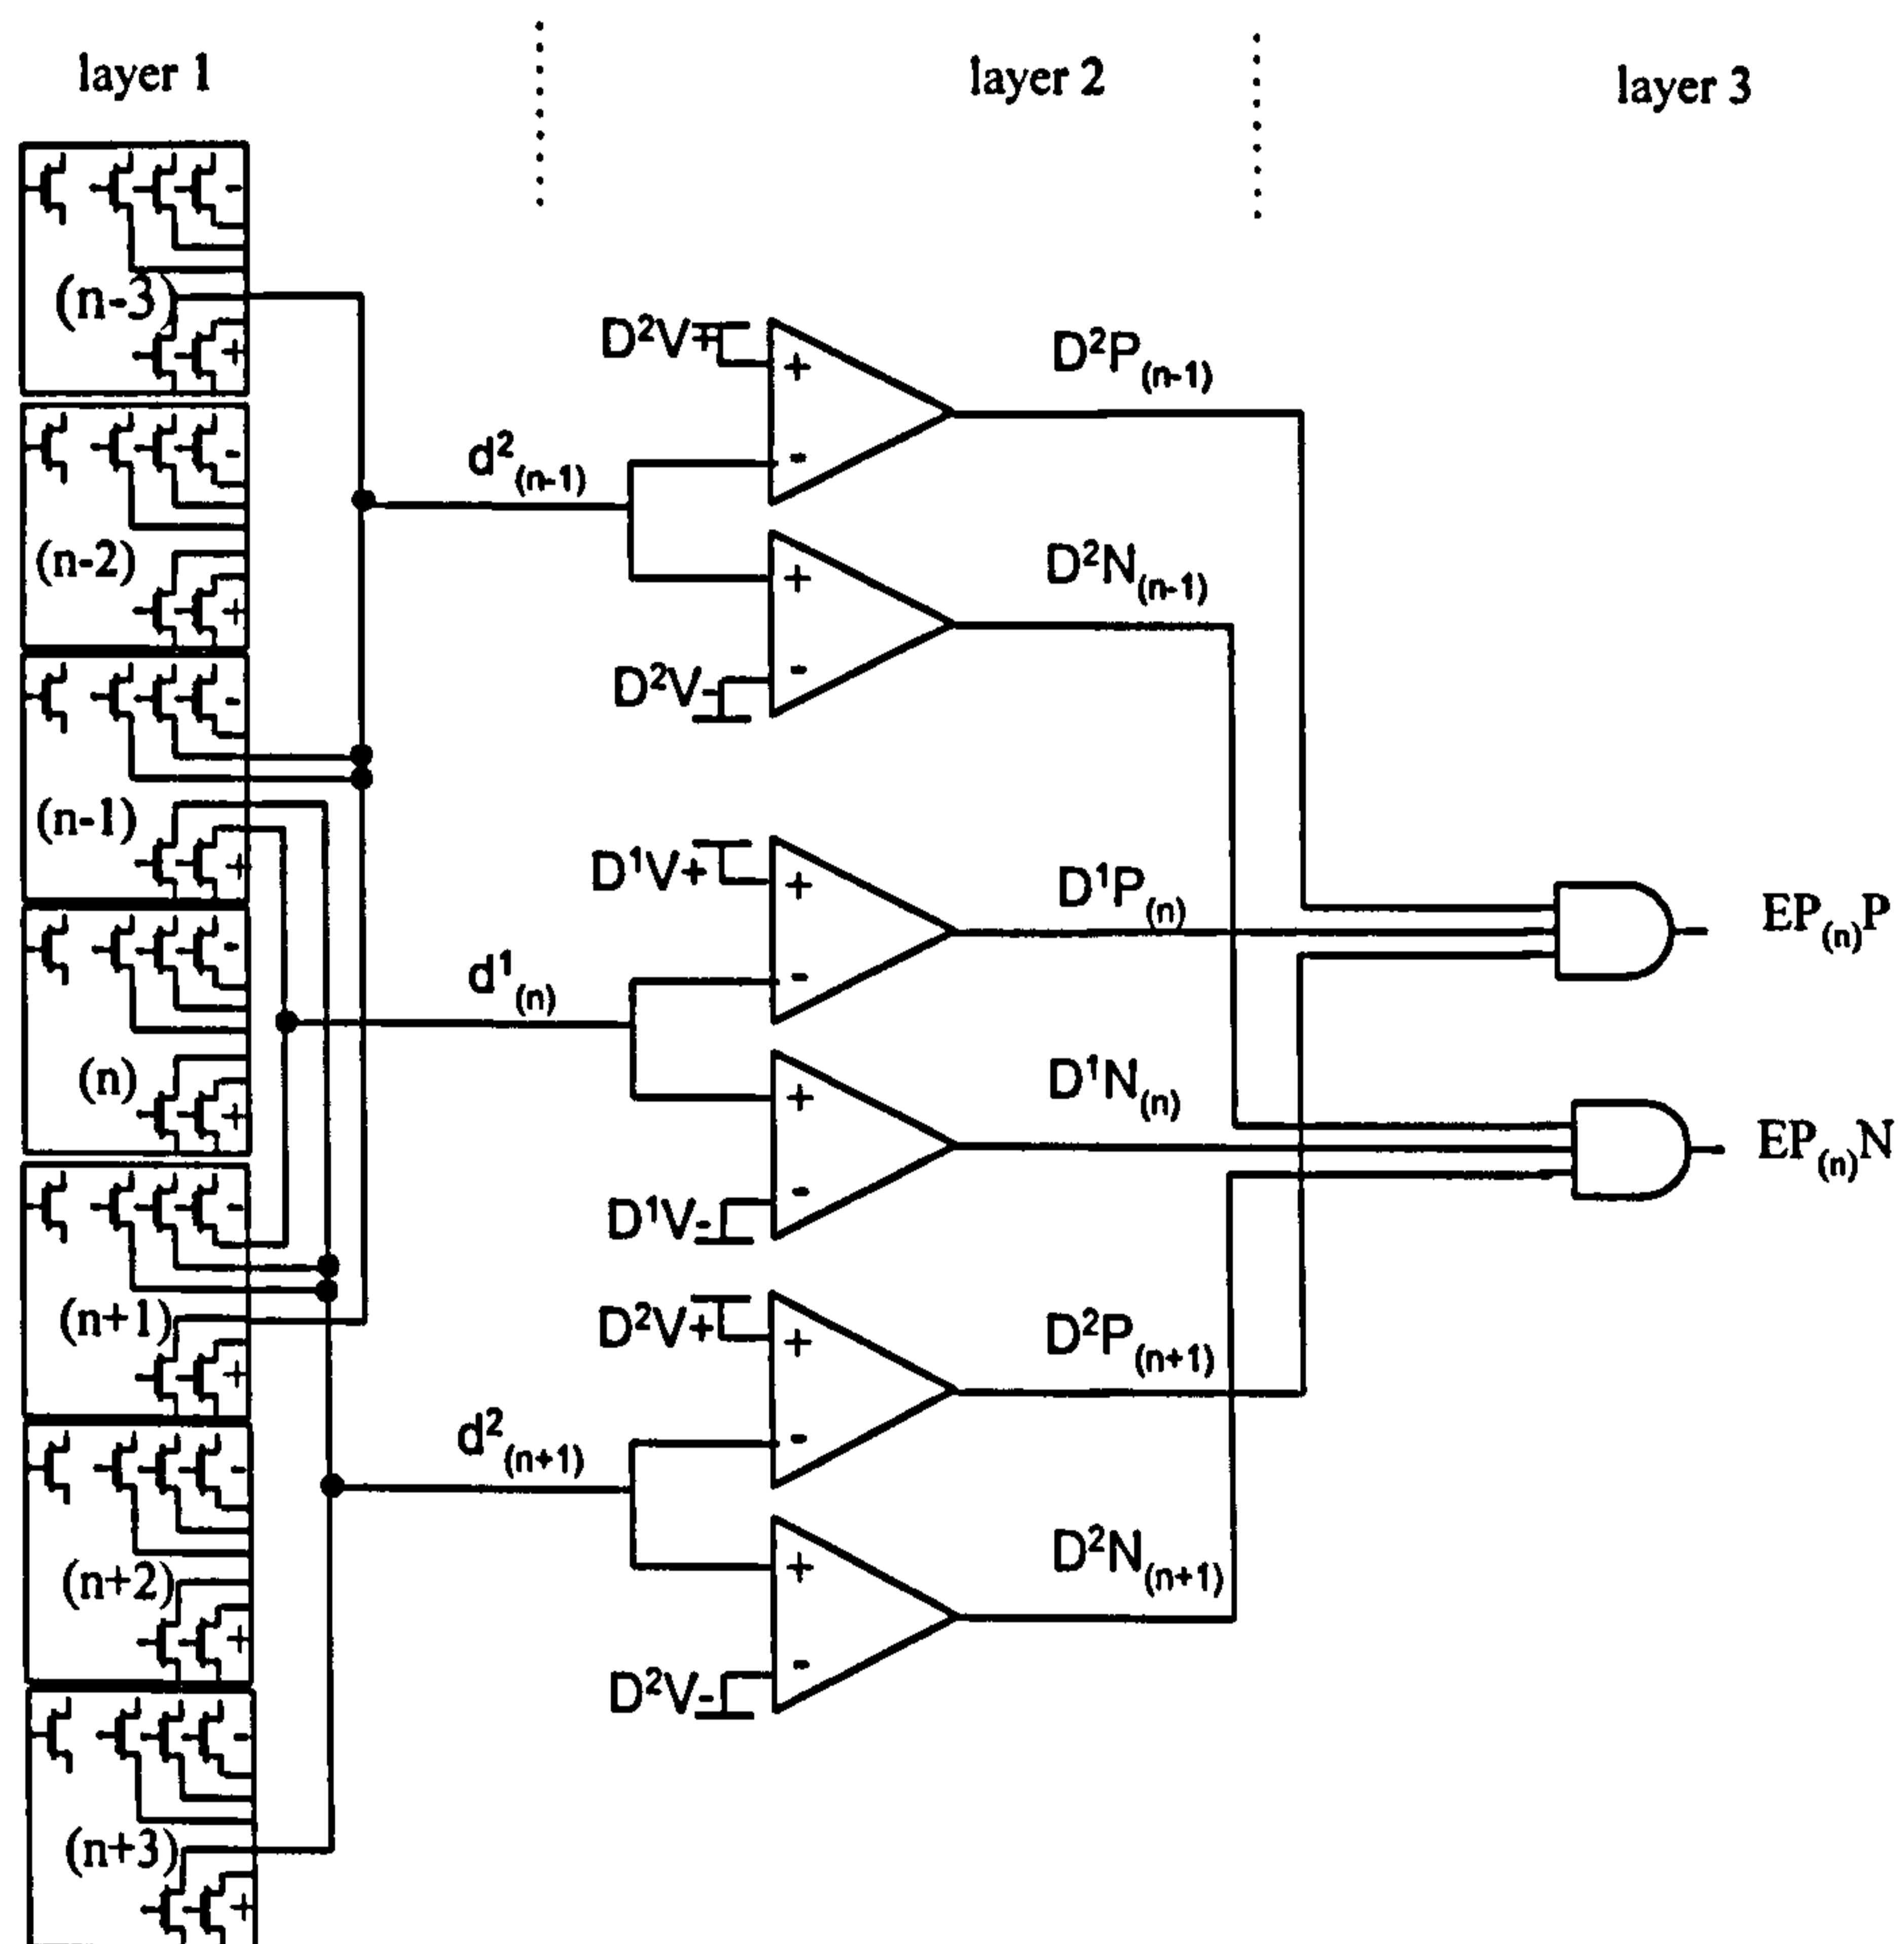 layer 1
layer 2
layer 3
(n-3)
(n-2)
(n-1)
(n)
(n+1)
(n+2)
(n+3)
d²(n-1)
d¹(n)
d²(n+1)
D²V+
+
-
D²P(n-1)
+
-
D²V-
D²N(n-1)
D¹V+
+
-
D¹P(n)
+
-
D¹V-
D¹N(n)
D²V+
+
-
D²P(n+1)
+
-
D²V-
D²N(n+1)
EP(n)P
EP(n)N